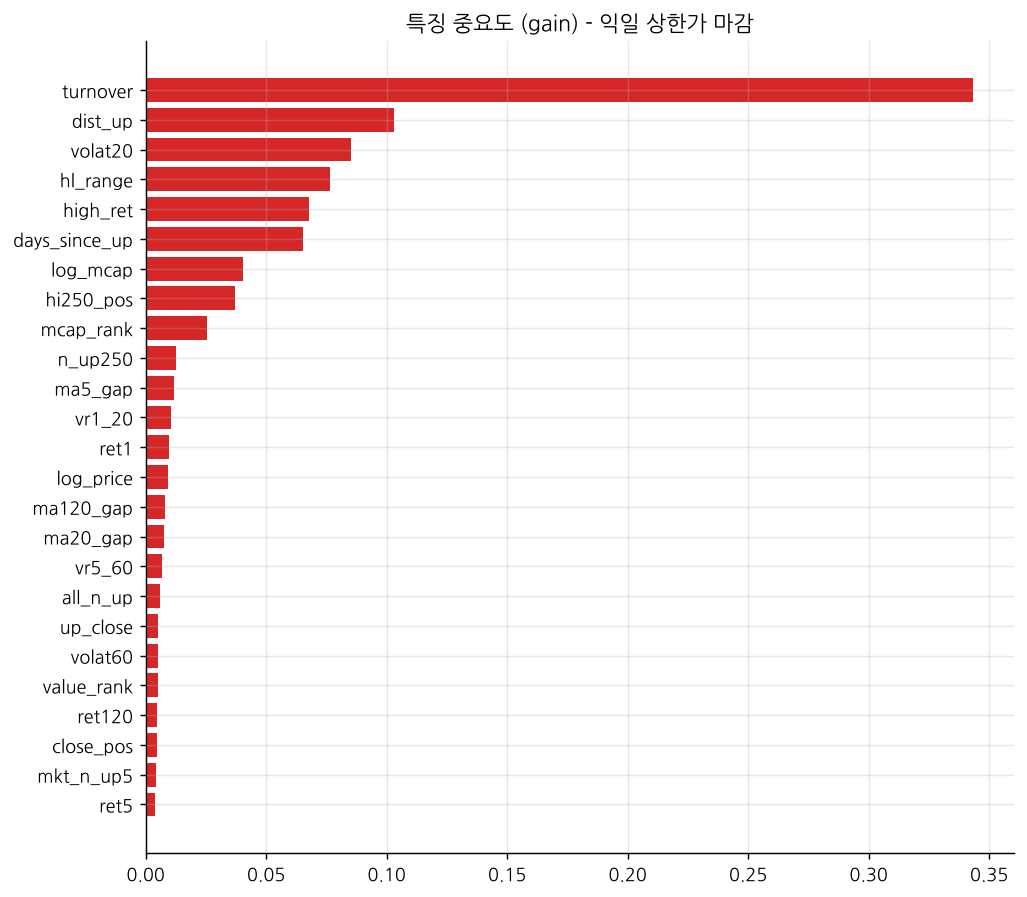 특징 중요도 (gain) - 익일 상한가 마감
turnover
dist_up
volat20
hl_range
high_ret
days_since_up
log_mcap
hi250_pos
mcap_rank
n_up250
ma5_gap
vr1_20
ret1
log_price
ma120_gap
ma20_gap
vr5_60
all_n_up
up_close
volat60
value_rank
ret120
close_pos
mkt_n_up5
ret5
0.00 0.05 0.10 0.15 0.20 0.25 0.30 0.35